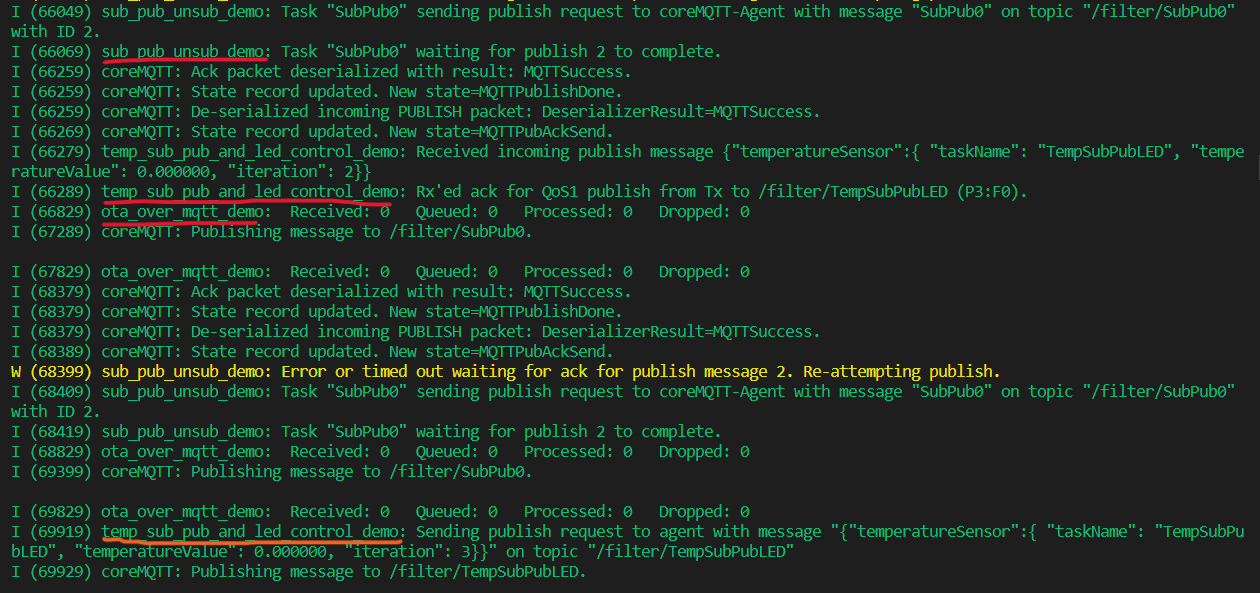 I (66049) sub_pub_unsub_demo: Task "SubPub0" sending publish request to coreMQTT-Agent with message "SubPub0" on topic "/filter/SubPub0"
with ID 2.
I (66069) sub_pub_unsub_demo: Task "SubPub0" waiting for publish 2 to complete.
I (66259) coreMQTT: Ack packet deserialized with result: MQTTSuccess.
I (66259) coreMQTT: State record updated. New state=MQTTPublishDone.
I (66259) coreMQTT: De-serialized incoming PUBLISH packet: DeserializerResult=MQTTSuccess.
I (66269) coreMQTT: State record updated. New state=MQTTPubAckSend.
I (66279) temp_sub_pub_and_led_control_demo: Received incoming publish message {"temperatureSensor":{ "taskName": "TempSubPubLED", "tempe
ratureValue": 0.000000, "iteration": 2}}
I (66289) temp_sub_pub_and_led_control_demo: Rx'ed ack for QoS1 publish from Tx to /filter/TempSubPubLED (P3:F0).
I (66829) ota_over_mqtt_demo:  Received: 0   Queued: 0   Processed: 0   Dropped: 0
I (67289) coreMQTT: Publishing message to /filter/SubPub0.
I (67829) ota_over_mqtt_demo:  Received: 0   Queued: 0   Processed: 0   Dropped: 0
I (68379) coreMQTT: Ack packet deserialized with result: MQTTSuccess.
I (68379) coreMQTT: State record updated. New state=MQTTPublishDone.
I (68379) coreMQTT: De-serialized incoming PUBLISH packet: DeserializerResult=MQTTSuccess.
I (68389) coreMQTT: State record updated. New state=MQTTPubAckSend.
W (68399) sub_pub_unsub_demo: Error or timed out waiting for ack for publish message 2. Re-attempting publish.
I (68409) sub_pub_unsub_demo: Task "SubPub0" sending publish request to coreMQTT-Agent with message "SubPub0" on topic "/filter/SubPub0"
with ID 2.
I (68419) sub_pub_unsub_demo: Task "SubPub0" waiting for publish 2 to complete.
I (68829) ota_over_mqtt_demo:  Received: 0   Queued: 0   Processed: 0   Dropped: 0
I (69399) coreMQTT: Publishing message to /filter/SubPub0.
I (69829) ota_over_mqtt_demo:  Received: 0   Queued: 0   Processed: 0   Dropped: 0
I (69919) temp_sub_pub_and_led_control_demo: Sending publish request to agent with message "{"temperatureSensor":{ "taskName": "TempSubPu
bLED", "temperatureValue": 0.000000, "iteration": 3}}" on topic "/filter/TempSubPubLED"
I (69929) coreMQTT: Publishing message to /filter/TempSubPubLED.